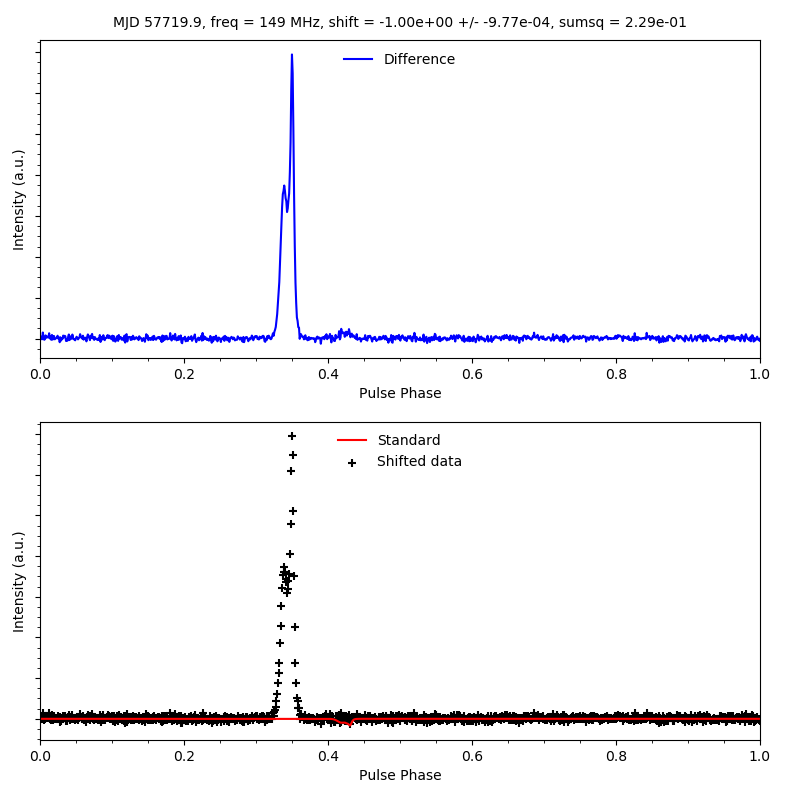 MJD 57719.9, freq = 149 MHz, shift = -1.00e+00 +/- -9.77e-04, sumsq = 2.29e-01
Difference
Intensity (a.u.)
0.0 0.2 0.4 0.6 0.8 1.0
Pulse Phase
Standard
Shifted data
Intensity (a.u.)
0.0 0.2 0.4 0.6 0.8 1.0
Pulse Phase